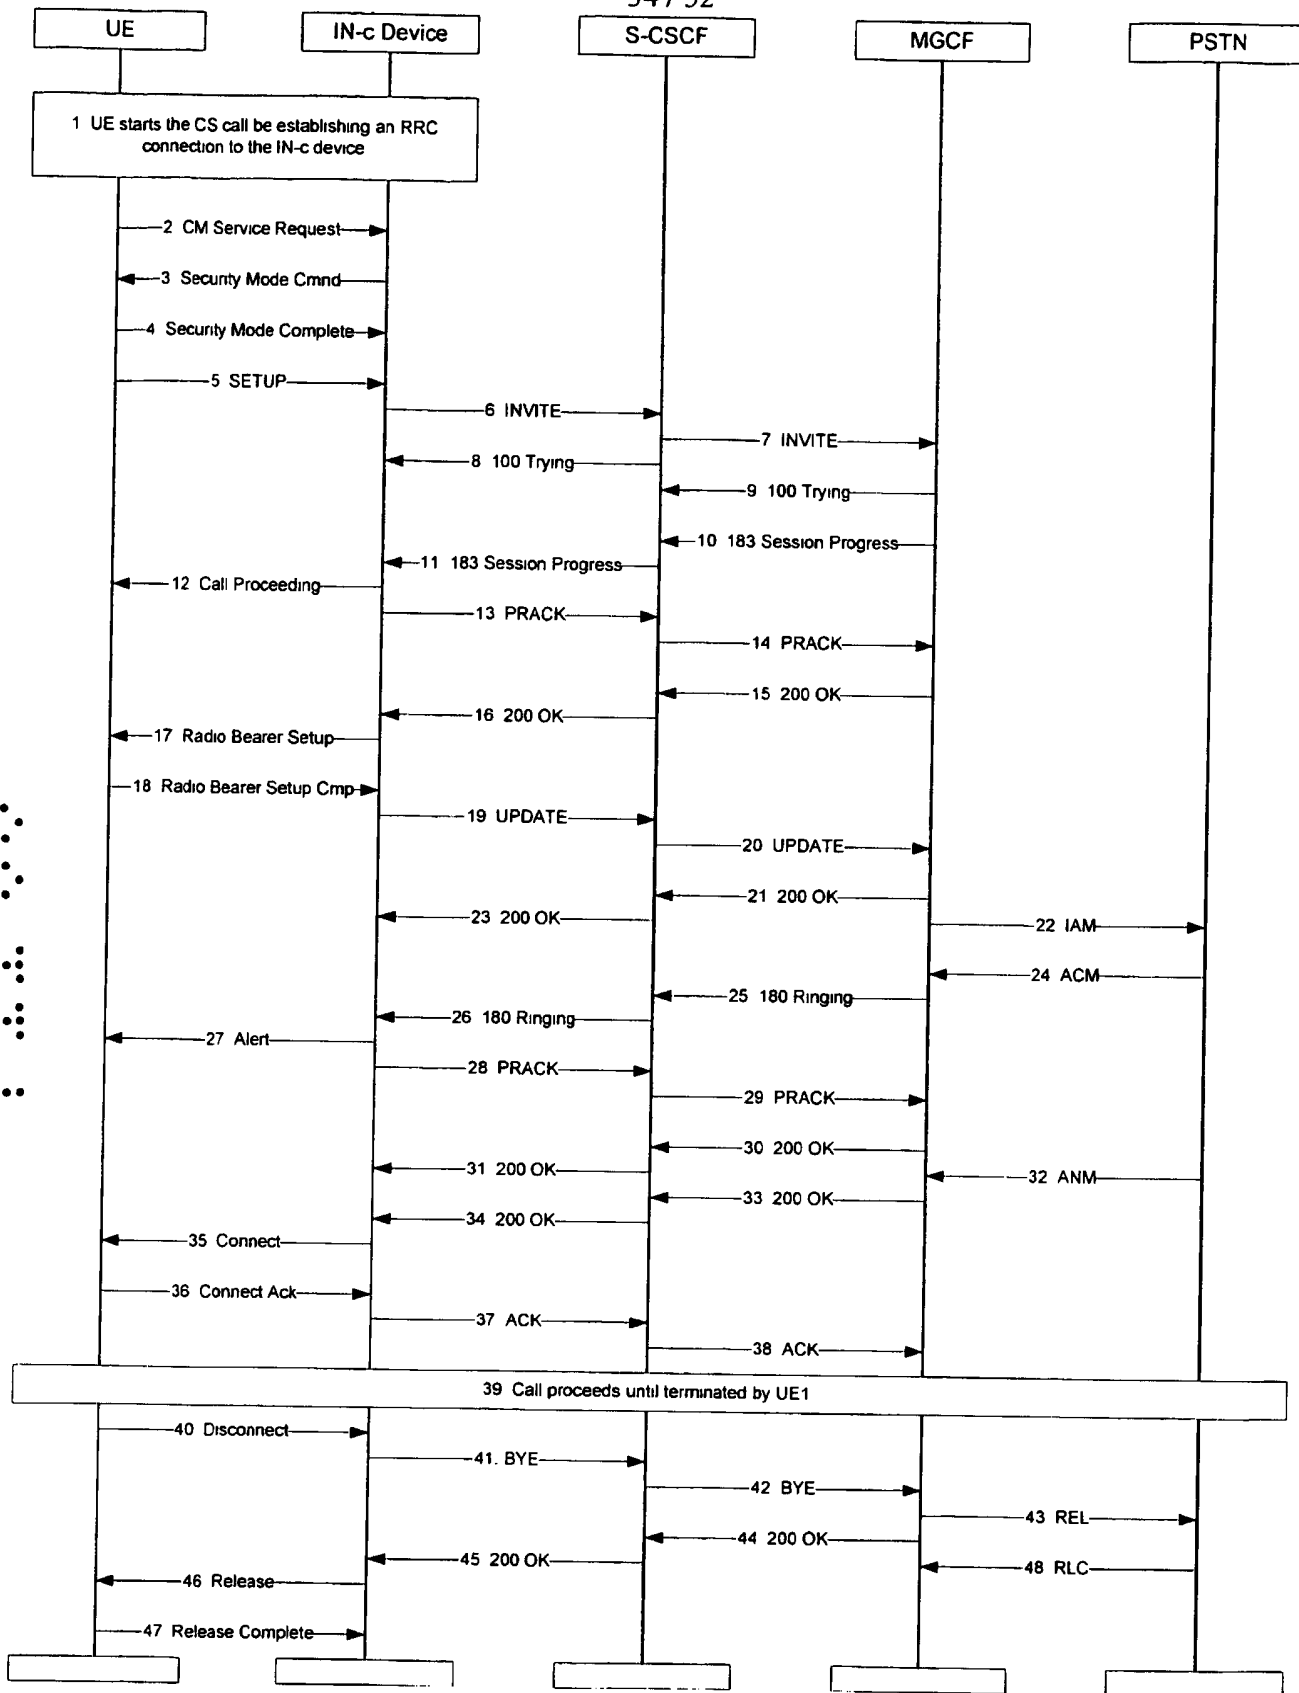 UE
IN-c Device
S-CSCF
MGCF
PSTN
1 UE starts the CS call be establishing an RRC
connection to the IN-c device
2 CM Service Request
3 Security Mode Cmnd
4 Security Mode Complete
5 SETUP
6 INVITE
7 INVITE
8 100 Trying
9 100 Trying
10 183 Session Progress
11 183 Session Progress
12 Call Proceeding
13 PRACK
14 PRACK
15 200 OK
16 200 OK
17 Radio Bearer Setup
18 Radio Bearer Setup Cmp
19 UPDATE
20 UPDATE
21 200 OK
23 200 OK
22 IAM
24 ACM
25 180 Ringing
26 180 Ringing
27 Alert
28 PRACK
29 PRACK
30 200 OK
31 200 OK
32 ANM
33 200 OK
34 200 OK
35 Connect
36 Connect Ack
37 ACK
38 ACK
39 Call proceeds until terminated by UE1
40 Disconnect
41. BYE
42 BYE
43 REL
44 200 OK
45 200 OK
48 RLC
46 Release
47 Release Complete